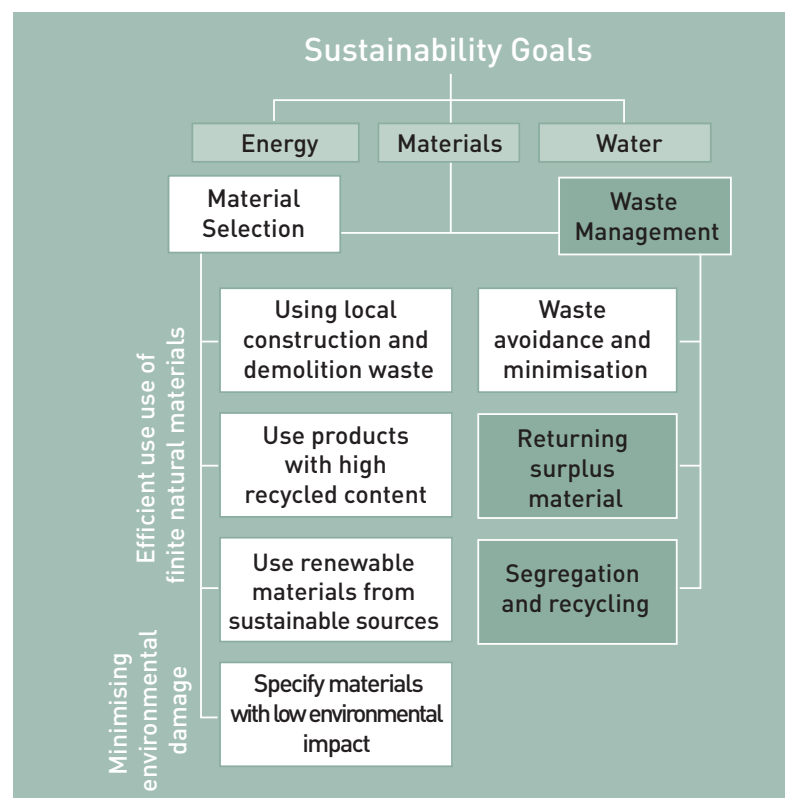 Sustainability Goals
Energy
Materials
Water
Material
Selection
Waste
Management
Efficient use use of
finite natural materials
Using local
construction and
demolition waste
Waste
avoidance and
minimisation
Use products
with high
recycled content
Returning
surplus
material
Use renewable
materials from
sustainable sources
Segregation
and recycling
Minimising
environmental
damage
Specify materials
with low environmental
impact